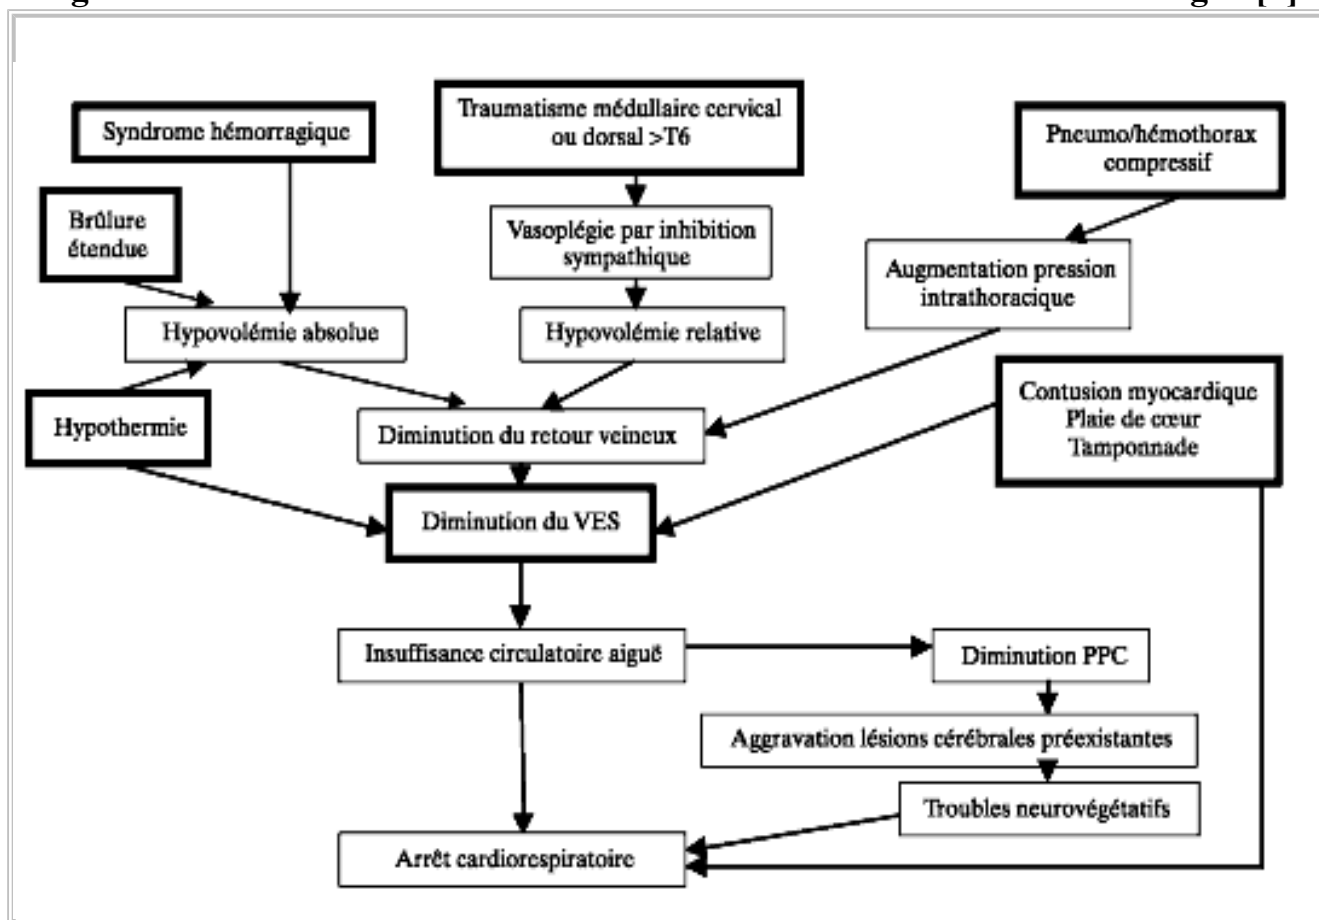 Syndrome hémorragique
Traumatisme médullaire cervical
ou dorsal >T6
Pneumo/hémothorax
compressif
Brûlure
étendue
Vasoplégie par inhibition
sympathique
Augmentation pression
intrathoracique
Hypovolémie absolue
Hypovolémie relative
Hypothermie
Diminution du retour veineux
Contusion myocardique
Plaie de cœur
Tamponnade
Diminution du VES
Insuffisance circulatoire aiguë
Diminution PPC
Aggravation lésions cérébrales préexistantes
Troubles neurovégétatifs
Arrêt cardiorespiratoire